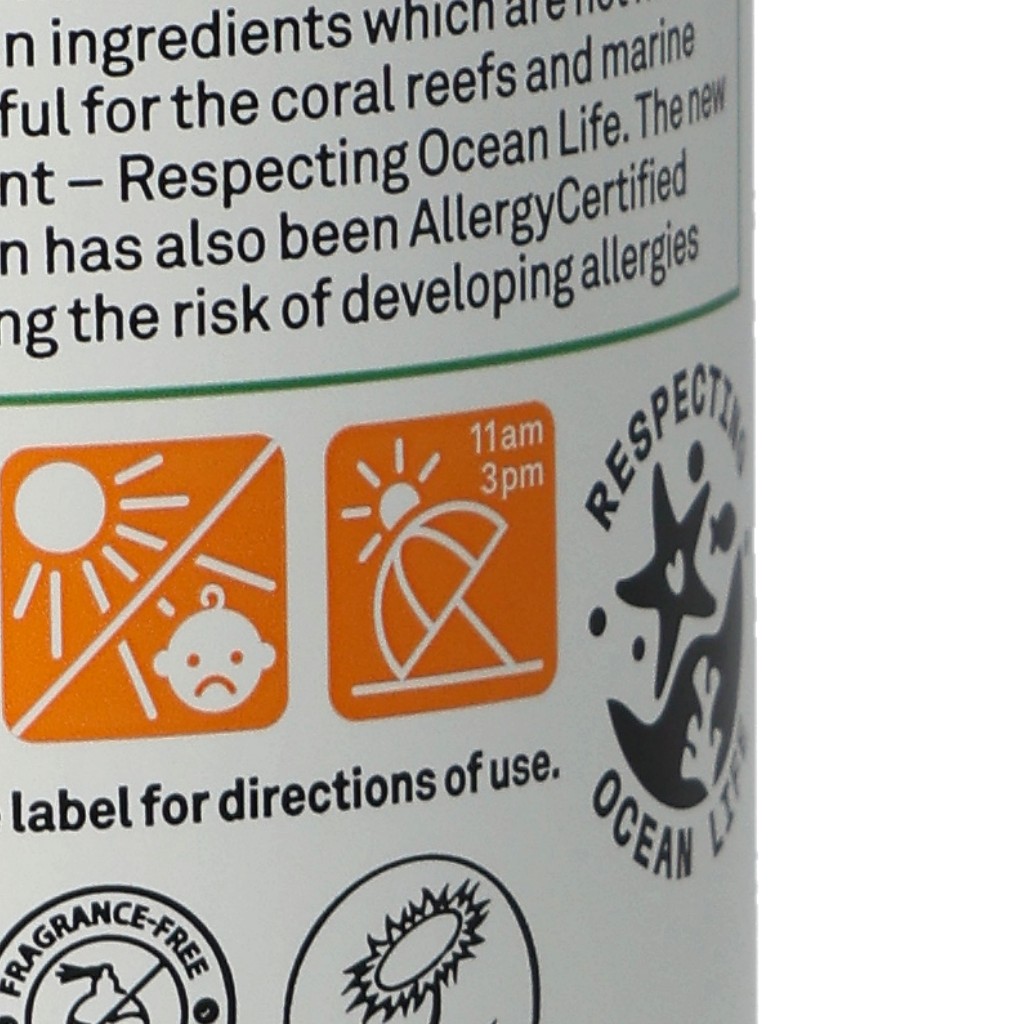 n ingredients which are
ful for the coral reefs and marine
nt – Respecting Ocean Life. The new
n has also been AllergyCertified
ng the risk of developing allergies
11am
3pm
RESPECTING
OCEAN LIFE
label for directions of use.
FRAGRANCE-FREE